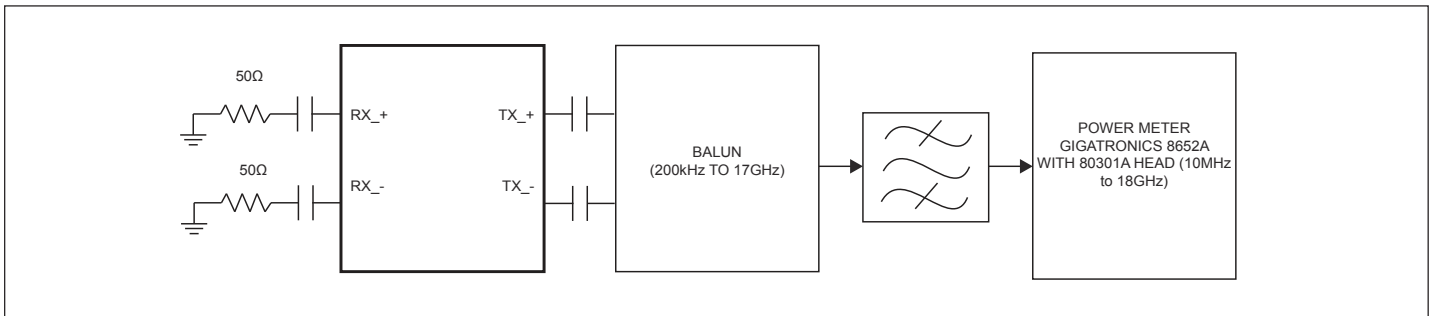 50Ω
RX_+
TX_+
50Ω
RX_-
TX_-
BALUN
(200kHz TO 17GHz)
POWER METER
GIGATRONICS 8652A
WITH 80301A HEAD (10MHz
to 18GHz)